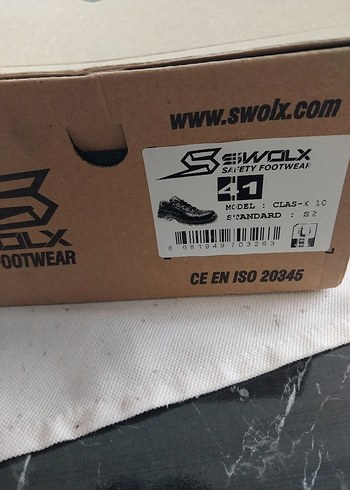 www.swolx.com
SWOLX
SAFETY FOOTWEAR
41
MODEL : CLAS-X 10
STANDARD : S2
8 681949 703263
L
SWOLX
FOOTWEAR
CE EN ISO 20345